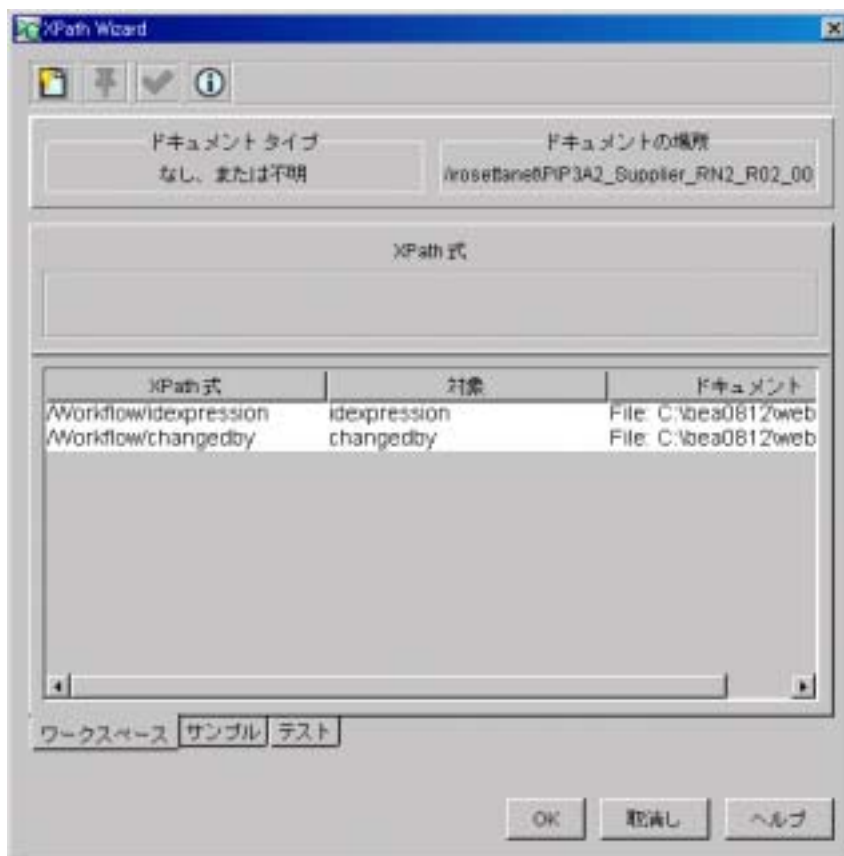 XPath Wizard
ドキュメント タイプ
なし、または不明
ドキュメントの場所
/irosettanet\PIP3A2_Supplier_RN2_R02_00
XPath 式
XPath 式 対象 ドキュメント
/Workflow/idexpression idexpression File: C:\bea0812\web
/Workflow/changedby changedby File: C:\bea0812\web
ワークスペース サンプル テスト
OK 取消し ヘルプ